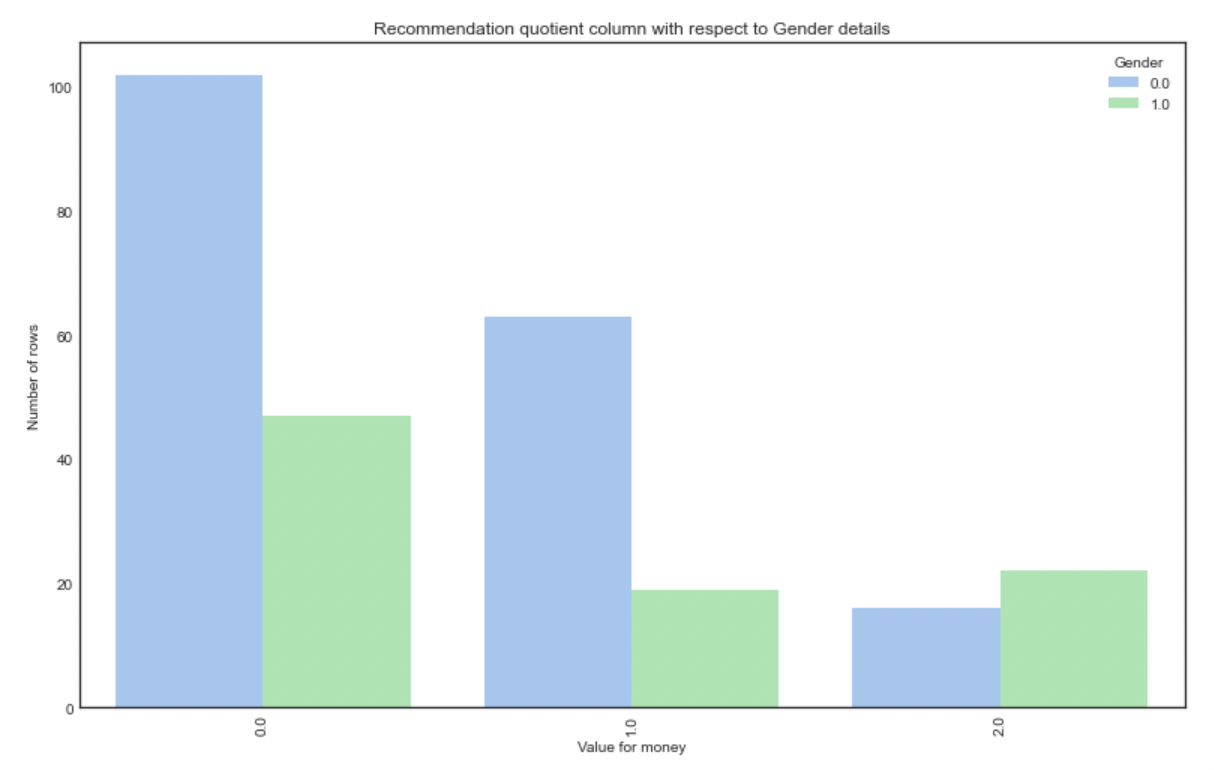 Recommendation quotient column with respect to Gender details
Gender
0.0
1.0
100
80
60
40
20
0
Number of rows
0.0
1.0
2.0
Value for money